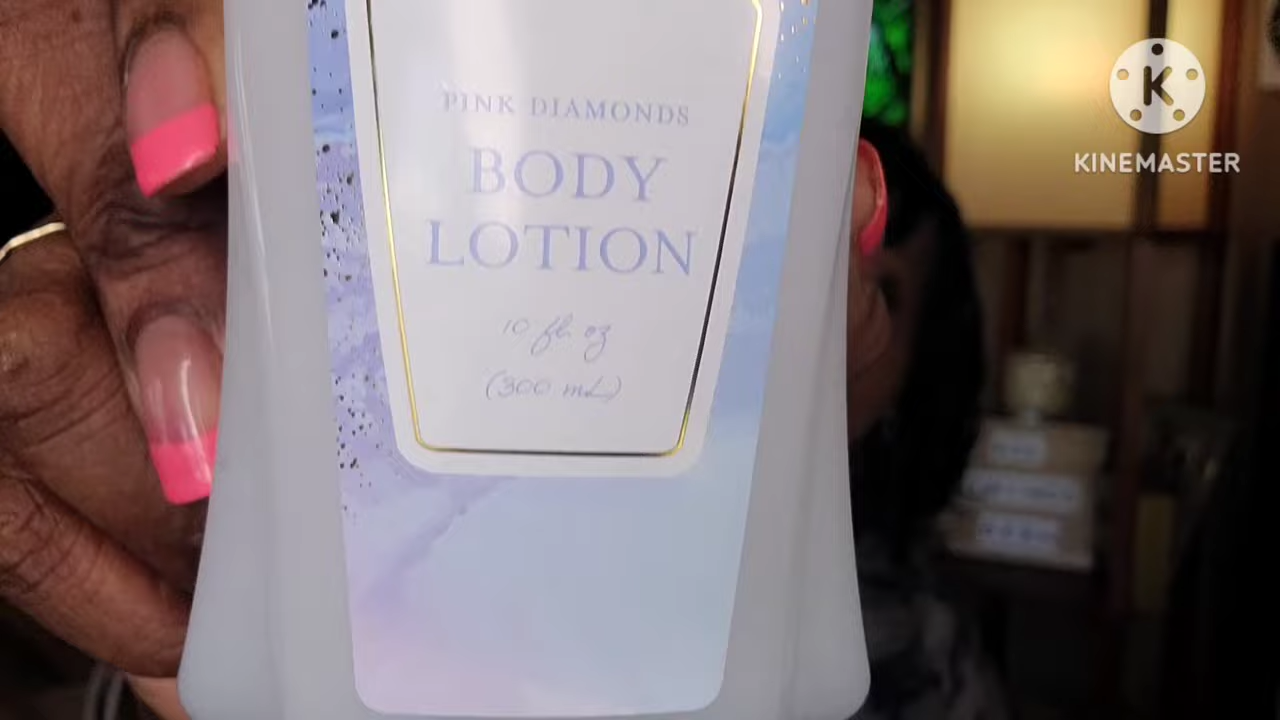 PINK DIAMONDS
BODY
LOTION
10 fl oz
(300 mL)
K
KINEMASTER